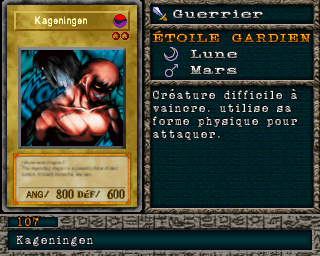 Kageningen
Guerrier
ÉTOILE GARDIEN
Lune
Mars
Créature difficile à
vaincre. utilise sa
forme physique pour
attaquer.
ANG/ 800 DÉF/ 600
107
Kageningen